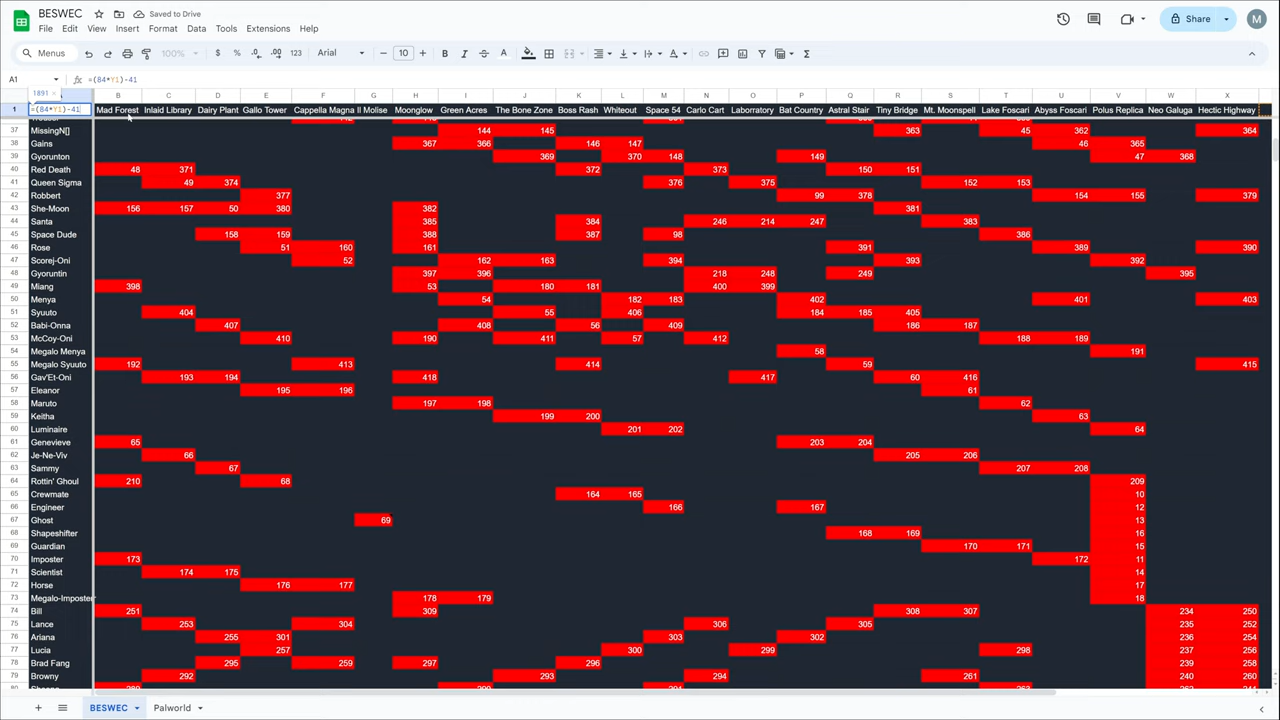 BESWEC Saved to Drive
File Edit View Insert Format Data Tools Extensions Help
Share M
Menus 100% $ % .0 .00 123 Arial − 10 + B I A Σ
A1 fx =(84*Y1)-41
1891 × B C D E F G H I J K L M N O P Q R S T U V W X
1 =(84*Y1)-41 Mad Forest Inlaid Library Dairy Plant Gallo Tower Cappella Magna Il Molise Moonglow Green Acres The Bone Zone Boss Rash Whiteout Space 54 Carlo Cart Laborratory Bat Country Astral Stair Tiny Bridge Mt. Moonspell Lake Foscari Abyss Foscari Polus Replica Neo Galuga Hectic Highway
37 MissingN[] 144 145 363 45 362 364
38 Gains 367 366 146 147 46 365
39 Gyorunton 369 370 148 149 47 368
40 Red Death 48 371 372 373 150 151
41 Queen Sigma 49 374 376 375 152 153
42 Robbert 377 99 378 154 155 379
43 She-Moon 156 157 50 380 382 381
44 Santa 385 384 246 214 247 383
45 Space Dude 158 159 388 387 98 386
46 Rose 51 160 161 391 389 390
47 Scorej-Oni 52 162 163 394 393 392
48 Gyoruntin 397 396 218 248 249 395
49 Miang 398 53 180 181 400 399
50 Menya 54 182 183 402 401 403
51 Syuuto 404 55 406 184 185 405
52 Babi-Onna 407 408 56 409 186 187
53 McCoy-Oni 410 190 411 57 412 188 189
54 Megalo Menya 58 191
55 Megalo Syuuto 192 413 414 59 415
56 Gav'Et-Oni 193 194 418 417 60 416
57 Eleanor 195 196 61
58 Maruto 197 198 62
59 Keitha 199 200 63
60 Luminaire 201 202 64
61 Genevieve 65 203 204
62 Je-Ne-Viv 66 205 206
63 Sammy 67 207 208
64 Rottin' Ghoul 210 68 209
65 Crewmate 164 165 10
66 Engineer 166 167 12
67 Ghost 69 13
68 Shapeshifter 168 169 16
69 Guardian 170 171 15
70 Imposter 173 172 11
71 Scientist 174 175 14
72 Horse 176 177 17
73 Megalo-Imposter 178 179 18
74 Bill 251 309 308 307 234 250
75 Lance 253 304 306 305 235 252
76 Ariana 255 301 303 302 236 254
77 Lucia 257 300 299 298 237 256
78 Brad Fang 295 259 297 296 239 258
79 Browny 292 293 294 261 240 260
+ BESWEC Palworld